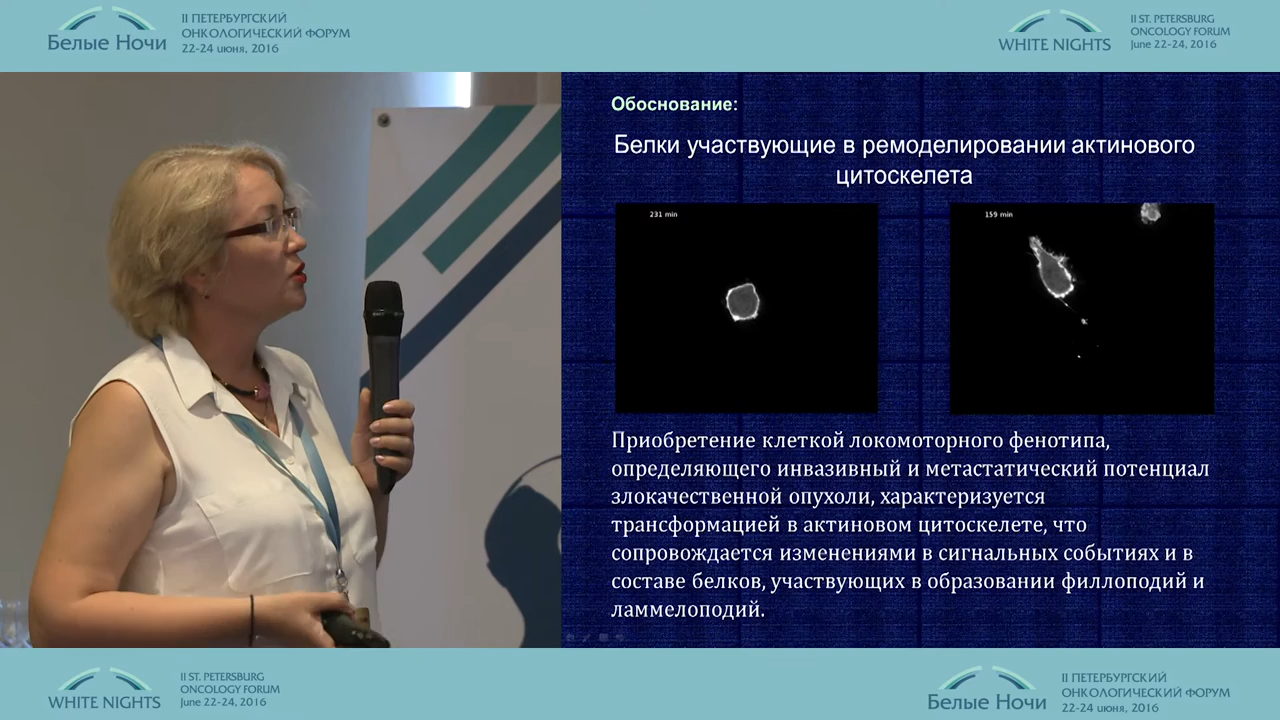 Белые Ночи
II ПЕТЕРБУРГСКИЙ
ОНКОЛОГИЧЕСКИЙ ФОРУМ
22-24 июня, 2016
WHITE NIGHTS
II ST. PETERSBURG
ONCOLOGY FORUM
June 22-24, 2016
Обоснование:
Белки участвующие в ремоделировании актинового
цитоскелета
231 min
159 min
Приобретение клеткой локомоторного фенотипа,
определяющего инвазивный и метастатический потенциал
злокачественной опухоли, характеризуется
трансформацией в актиновом цитоскелете, что
сопровождается изменениями в сигнальных событиях и в
составе белков, участвующих в образовании филлоподий и
ламмелоподий.
WHITE NIGHTS
II ST. PETERSBURG
ONCOLOGY FORUM
June 22-24, 2016
Белые Ночи
II ПЕТЕРБУРГСКИЙ
ОНКОЛОГИЧЕСКИЙ ФОРУМ
22-24 июня, 2016